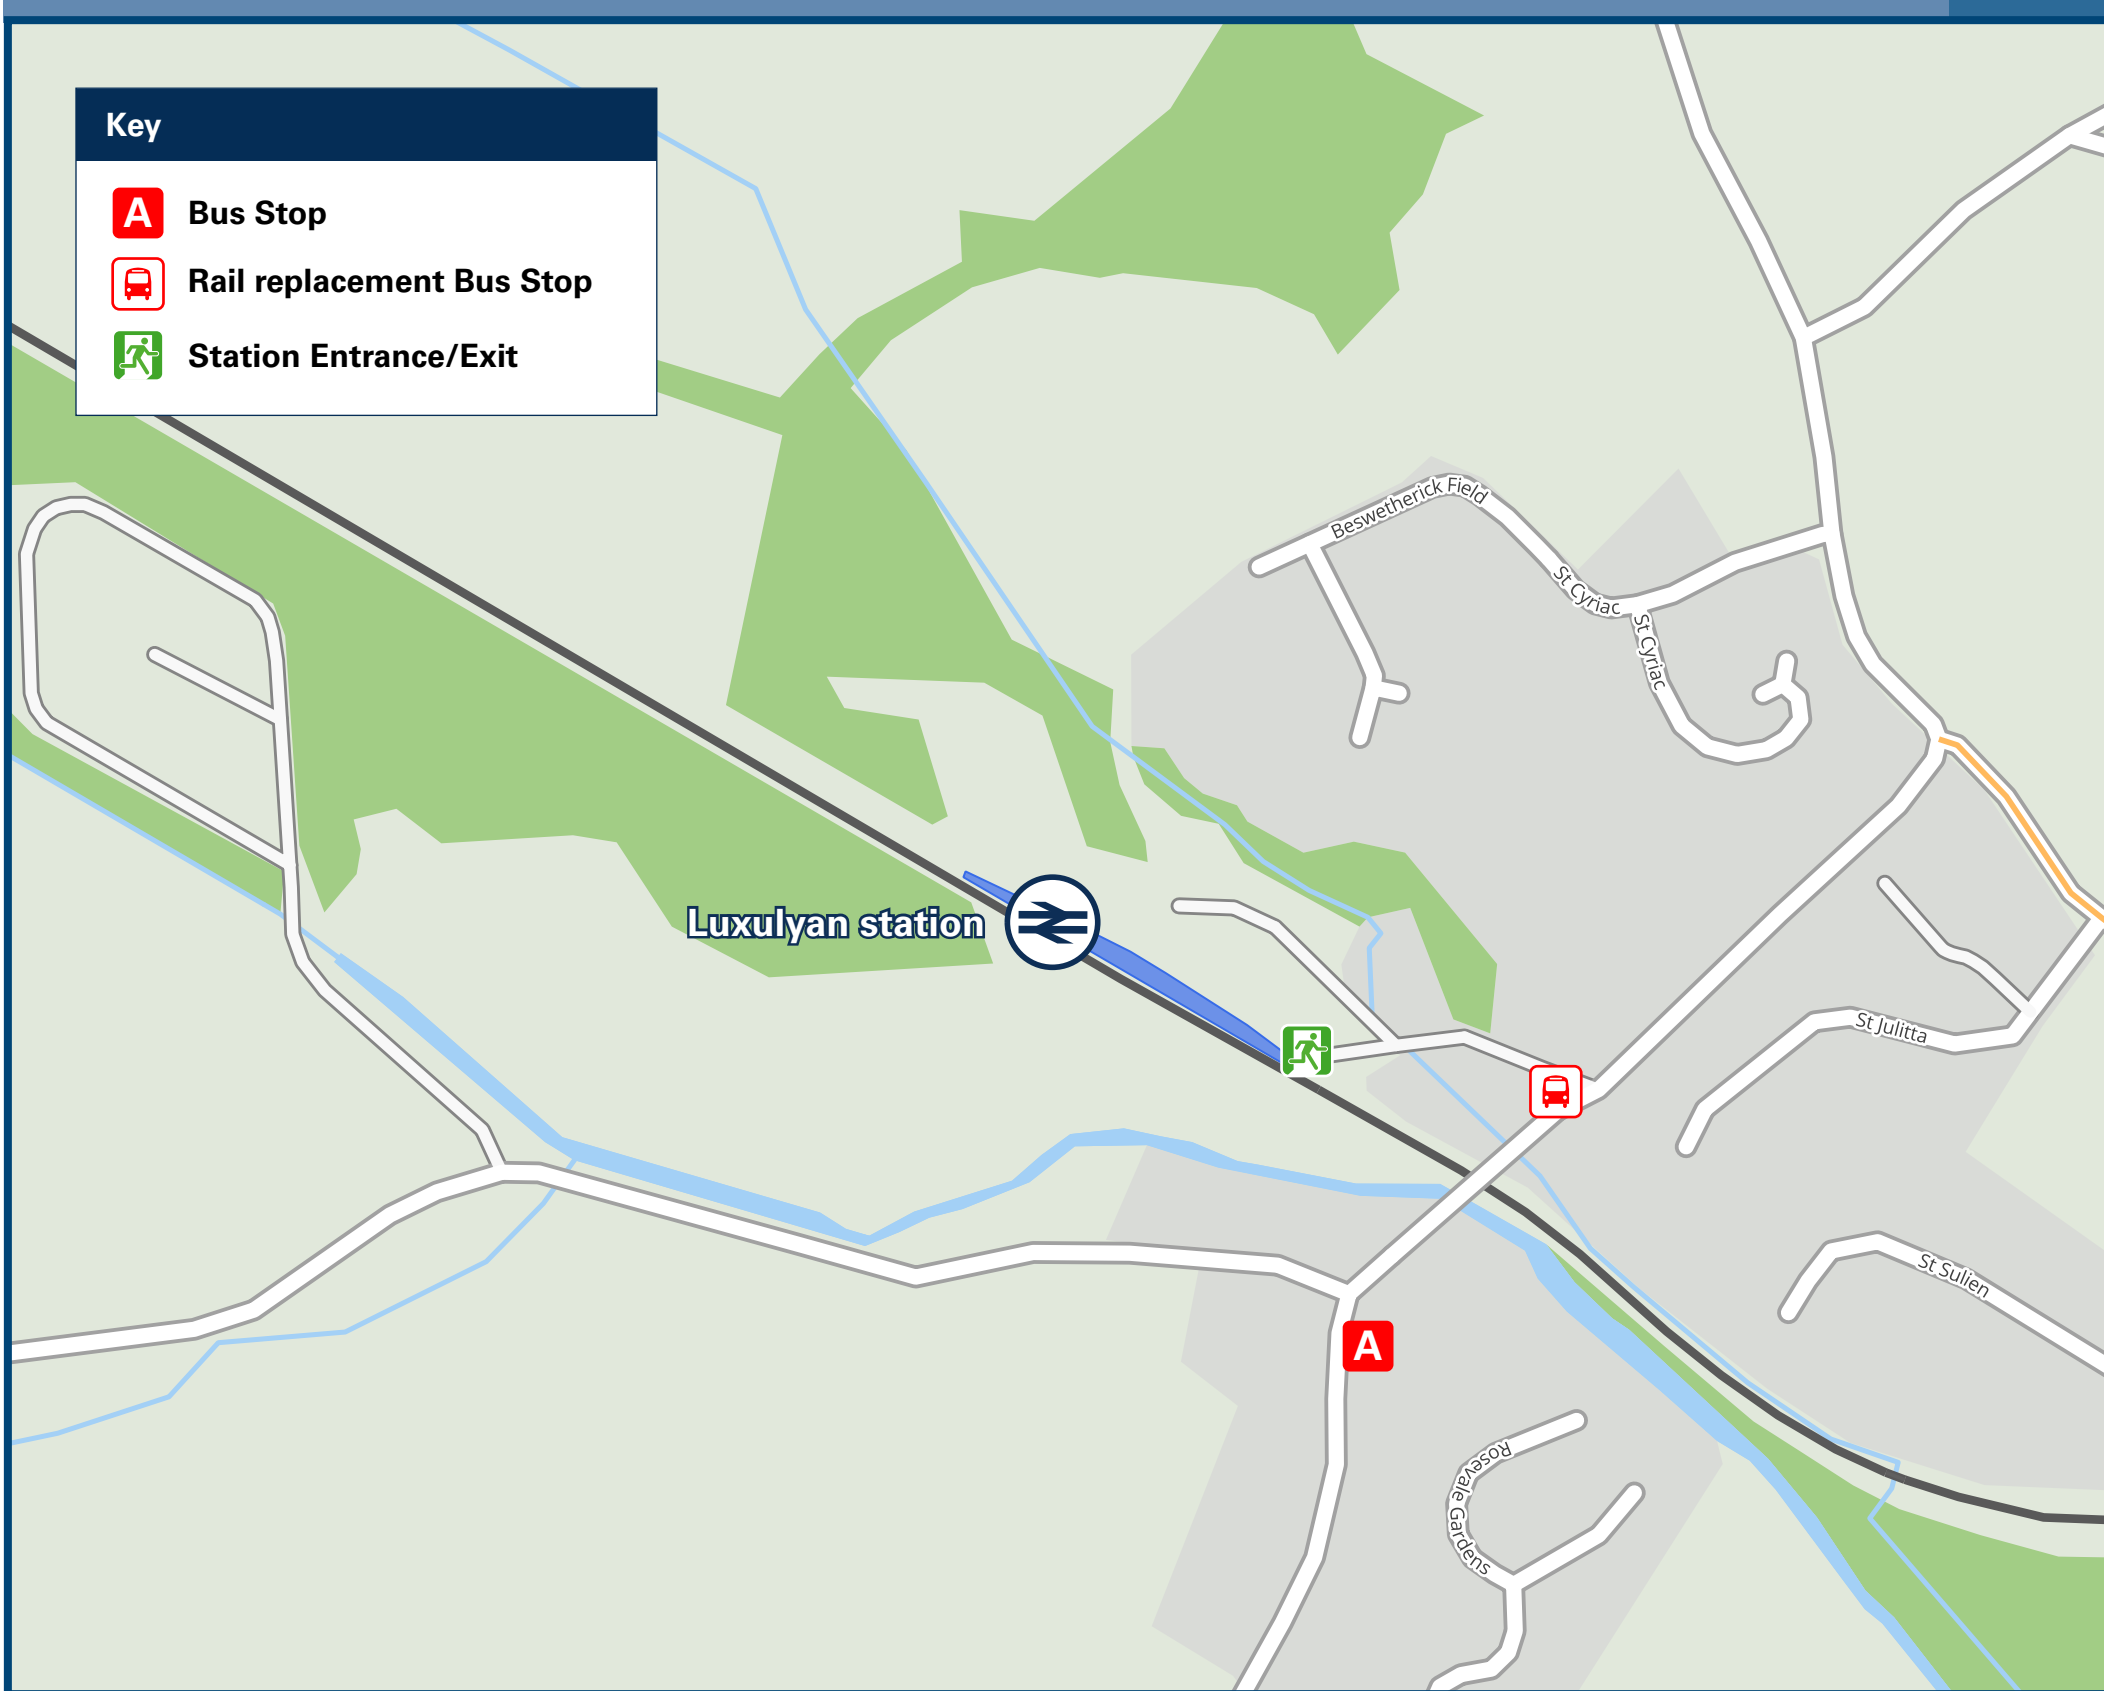 Key
A
Bus Stop
Rail replacement Bus Stop
Station Entrance/Exit
Beswetherick Field
St Cyriac
St Cyriac
Luxulyan station
St Julitta
St Sulien
A
Rosevale Gardens